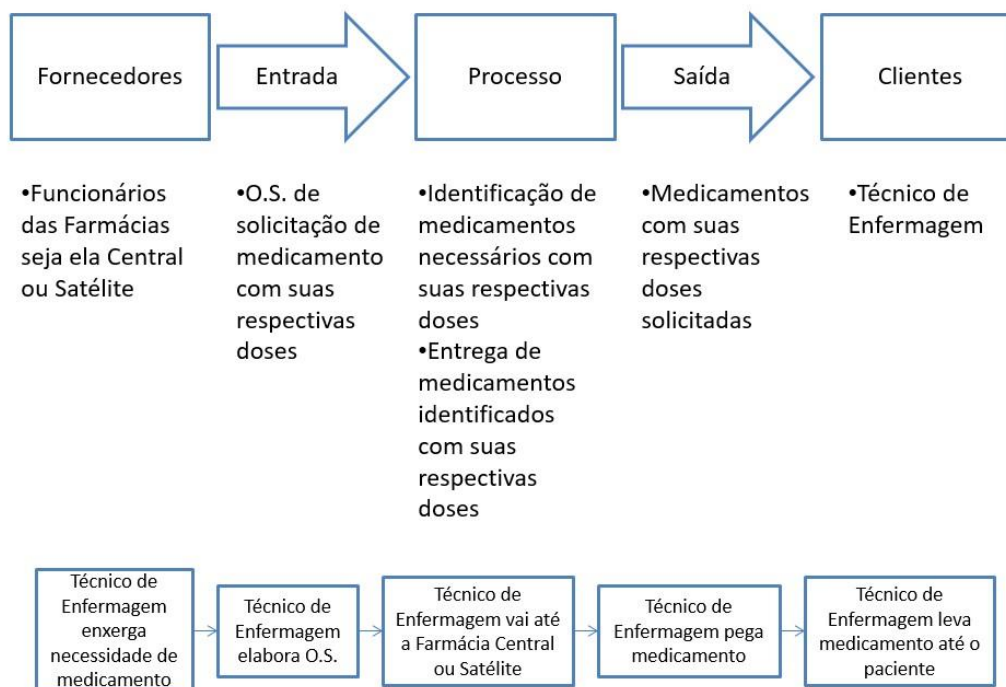 Fornecedores
Entrada
Processo
Saída
Clientes
•Funcionários
das Farmácias
seja ela Central
ou Satélite
•O.S. de
solicitação de
medicamento
com suas
respectivas
doses
•Identificação de
medicamentos
necessários com
suas respectivas
doses
•Entrega de
medicamentos
identificados
com suas
respectivas
doses
•Medicamentos
com suas
respectivas
doses
solicitadas
•Técnico de
Enfermagem
Técnico de
Enfermagem
enxerga
necessidade de
medicamento
Técnico de
Enfermagem
elabora O.S.
Técnico de
Enfermagem vai até
a Farmácia Central
ou Satélite
Técnico de
Enfermagem pega
medicamento
Técnico de
Enfermagem leva
medicamento até o
paciente